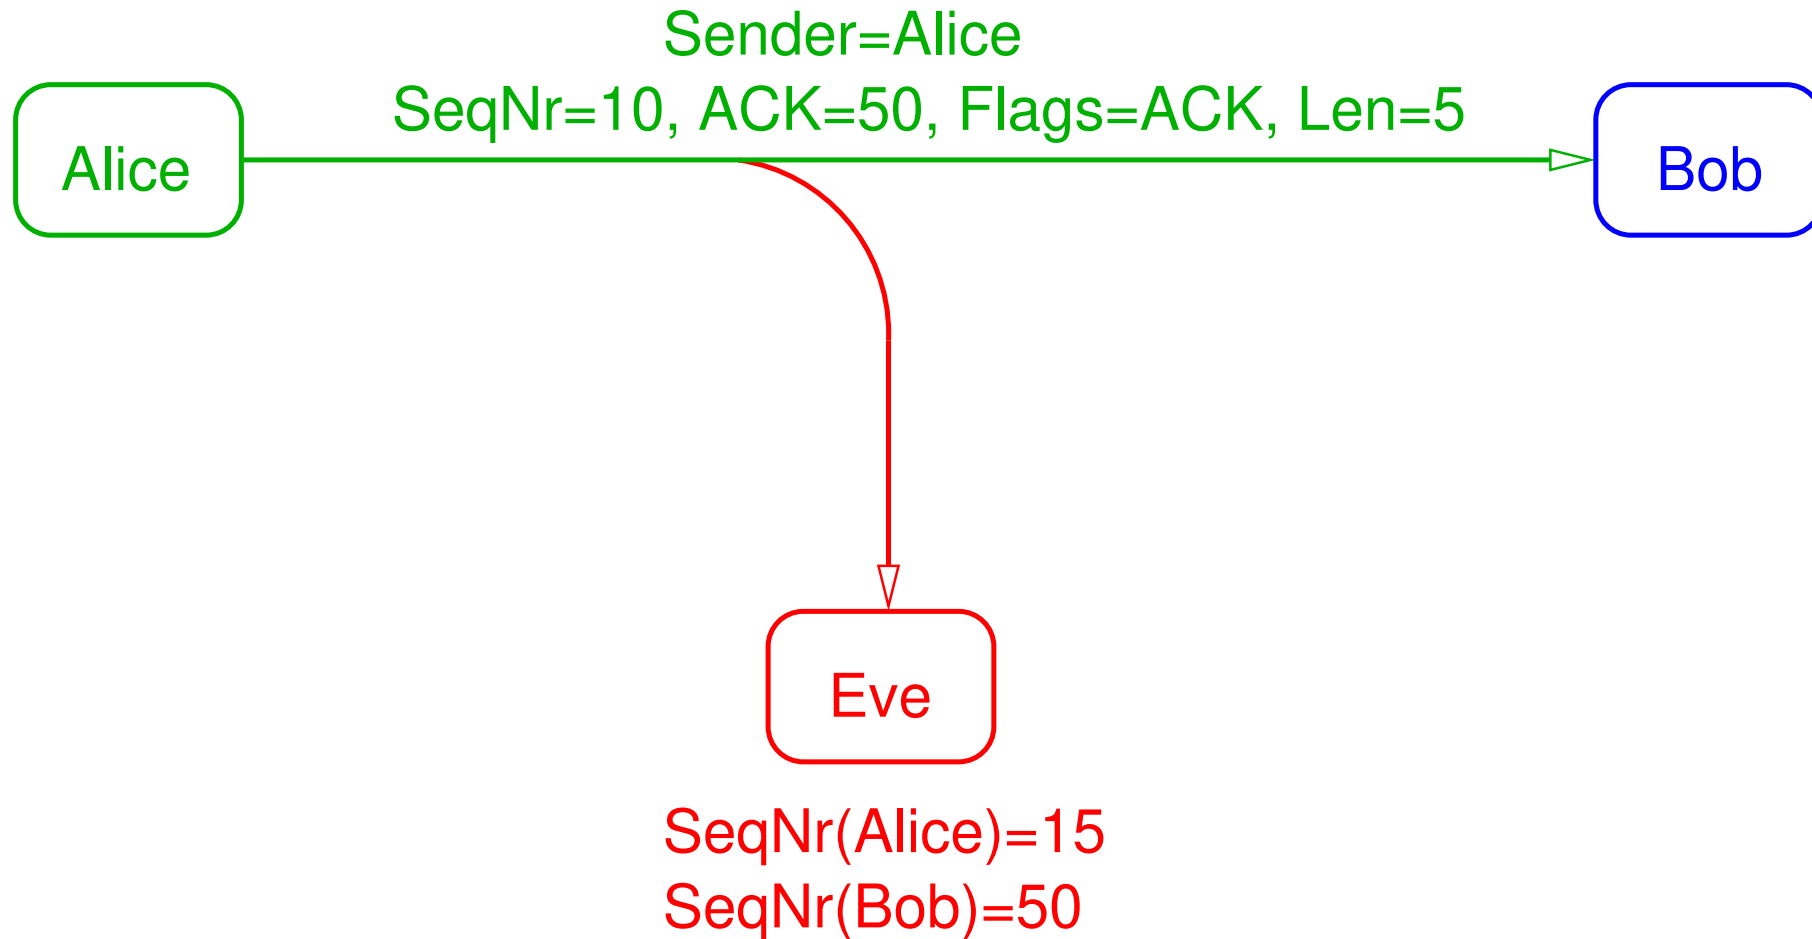 Sender=Alice
SeqNr=10, ACK=50, Flags=ACK, Len=5
Alice
Bob
Eve
SeqNr(Alice)=15
SeqNr(Bob)=50